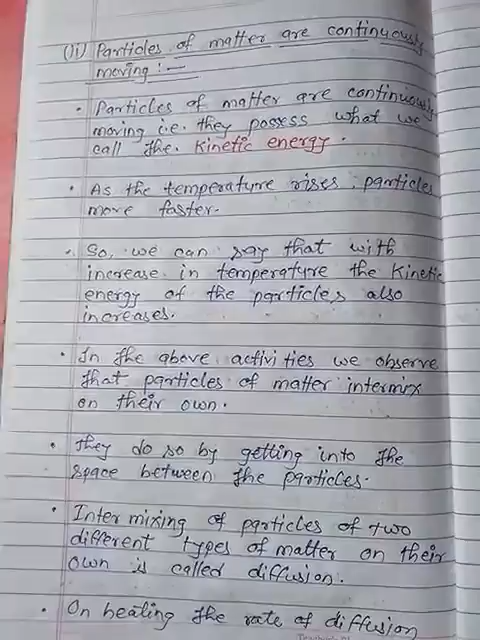 (ii) Particles of matter are continuously
moving :—
• Particles of matter are continuously
moving i.e. they possess what we
call the kinetic energy.
• As the temperature rises, particles
move faster.
• So, we can say that with
increase in temperature the kinetic
energy of the particles also
increases.
• In the above activities we observe
that particles of matter intermix
on their own.
• They do so by getting into the
space between the particles.
• Inter mixing of particles of two
different types of matter on their
own is called diffusion.
• On heating the rate of diffusion